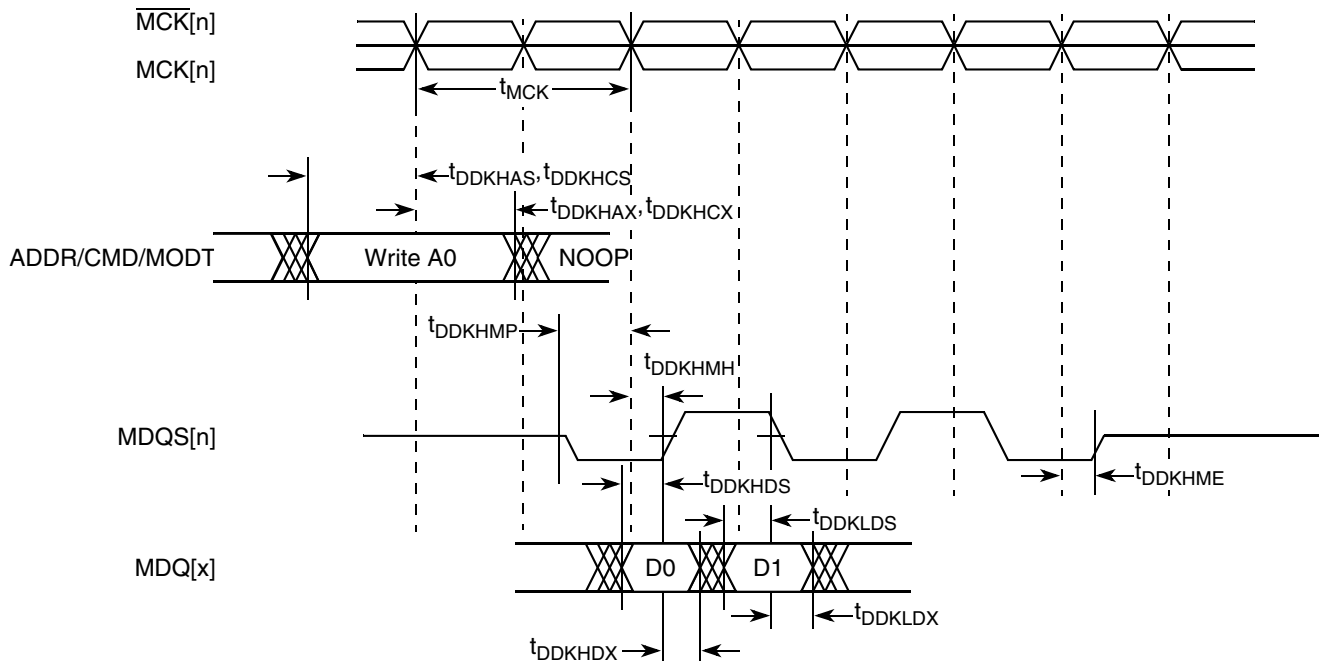 MCK[n]
MCK[n]
tMCK
tDDKHAS,tDDKHCS
tDDKHAX,tDDKHCX
ADDR/CMD/MODT
Write A0
NOOP
tDDKHMP
tDDKHMH
MDQS[n]
tDDKHDS
tDDKHME
tDDKLDS
MDQ[x]
D0
D1
tDDKLDX
tDDKHDX